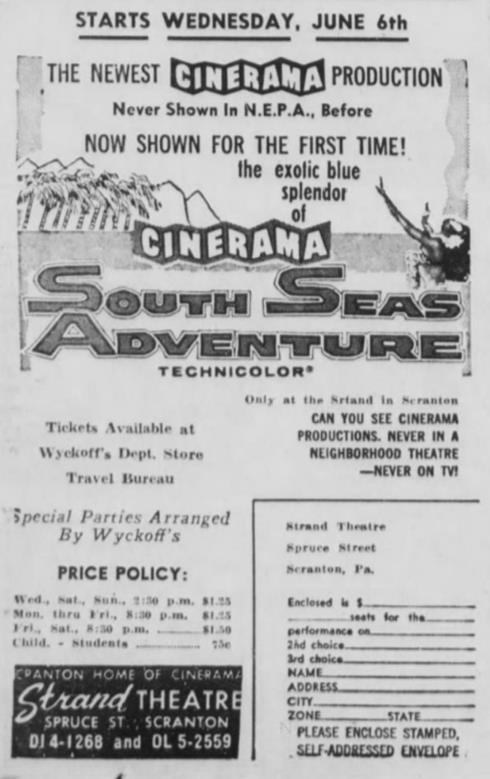 STARTS WEDNESDAY, JUNE 6th
THE NEWEST CINERAMA PRODUCTION
Never Shown In N.E.P.A., Before
NOW SHOWN FOR THE FIRST TIME!
the exotic blue
splendor
of
CINERAMA
SOUTH SEAS
ADVENTURE
TECHNICOLOR®
Only at the Srtand in Scranton
CAN YOU SEE CINERAMA
PRODUCTIONS. NEVER IN A
NEIGHBORHOOD THEATRE
—NEVER ON TV!
Tickets Available at
Wyckoff's Dept. Store
Travel Bureau
Special Parties Arranged
By Wyckoff's
PRICE POLICY:
Wed., Sat., Sun., 2:30 p.m. $1.25
Mon. thru Fri., 8:30 p.m. $1.25
Fri., Sat., 8:30 p.m. $1.50
Child. - Students 75c
CRANTON HOME OF CINERAMA
Strand THEATRE
SPRUCE ST., SCRANTON
DI 4-1268 and OL 5-2559
Strand Theatre
Spruce Street
Scranton, Pa.
Enclosed is $
seats for the
performance on
2nd choice
3rd choice
NAME
ADDRESS
CITY
ZONE STATE
PLEASE ENCLOSE STAMPED,
SELF-ADDRESSED ENVELOPE